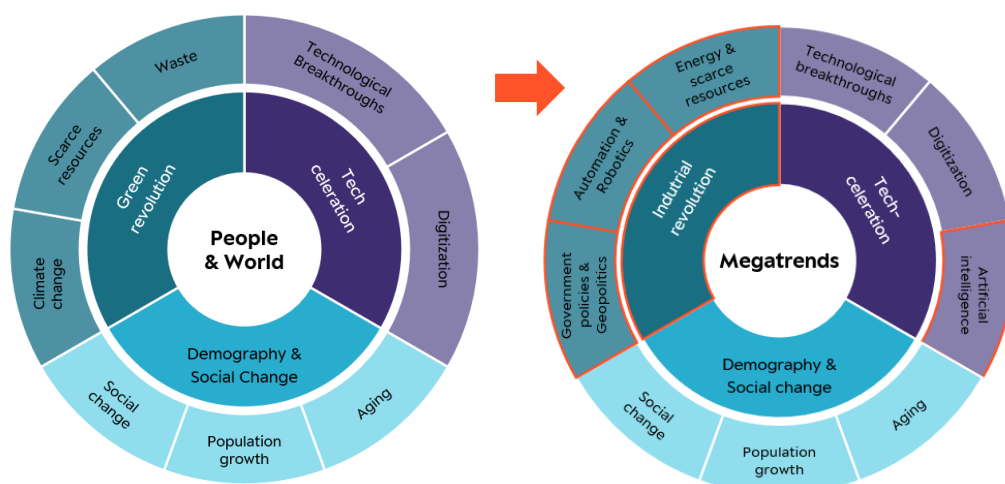 Waste
Technological
Breakthroughs
Scarce
resources
Green
revolution
Tech
celeration
Digitization
People
& World
Climate
change
Demography &
Social Change
Social
change
Population
growth
Aging
Energy &
scarce
resources
Technological
breakthroughs
Automation &
Robotics
Indutrial
revolution
Tech-
celeration
Digitization
Megatrends
Government
policies &
Geopolitics
Artificial
intelligence
Demography &
Social change
Social
change
Population
growth
Aging